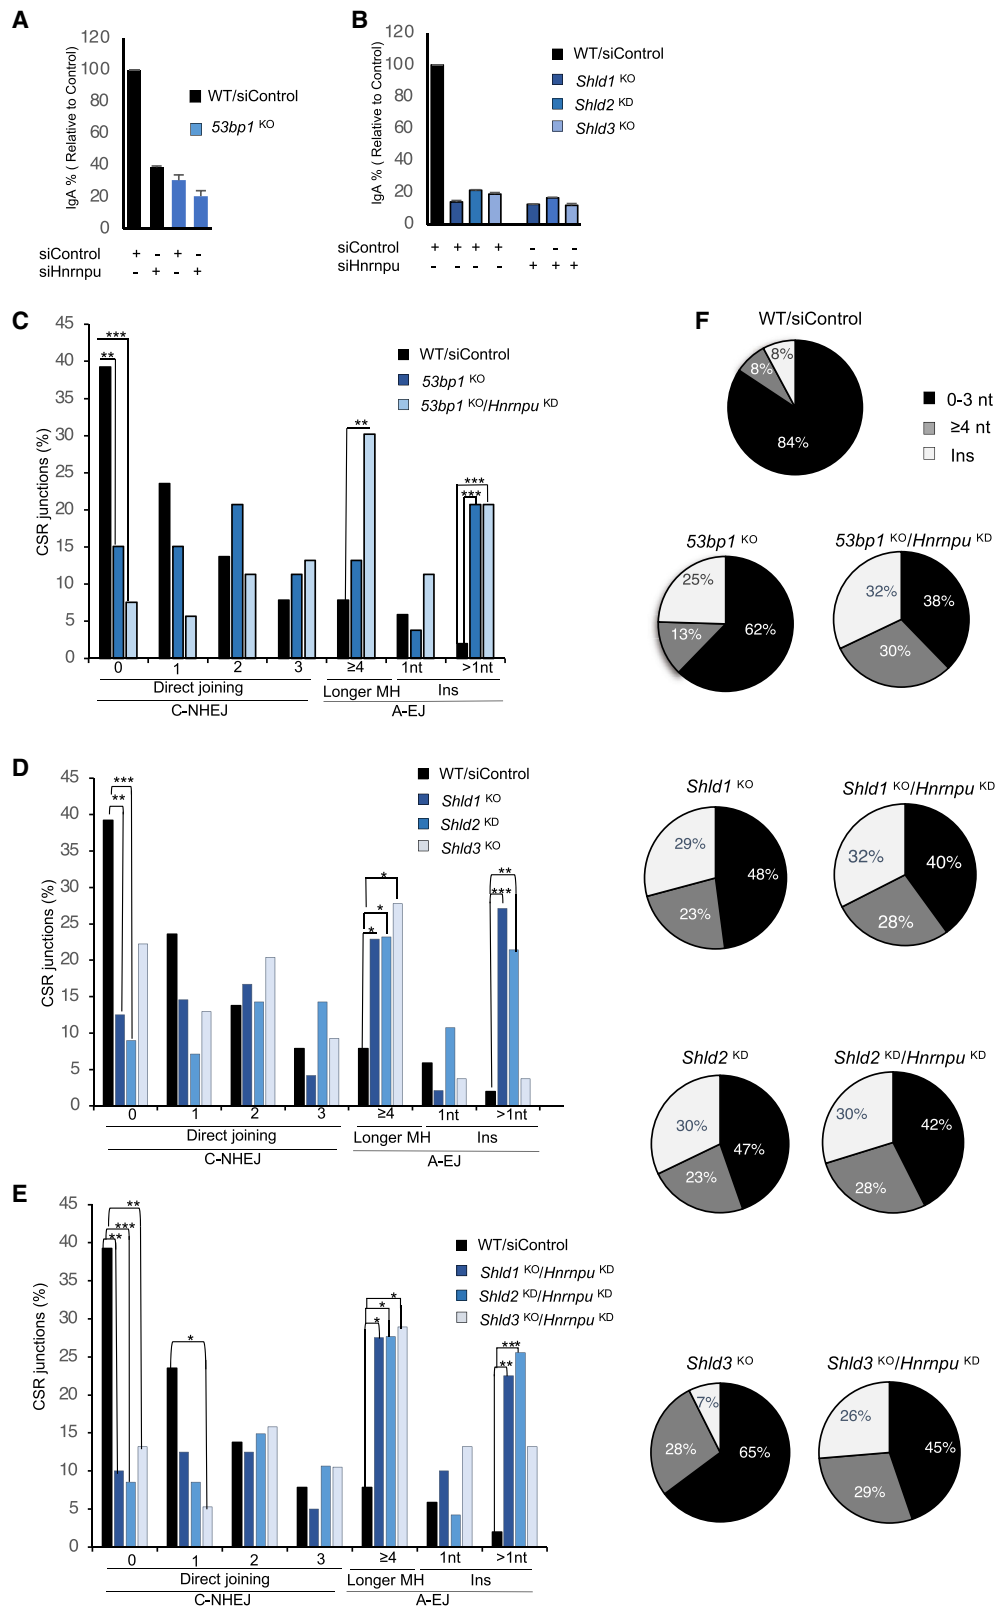 A
IgA % ( Relative to Control)
120
100
80
60
40
20
0
WT/siControl
53bp1 KO
siControl + - + -
siHnrnpu - + - +
B
IgA % ( Relative to Control)
120
100
80
60
40
20
0
WT/siControl
Shld1 KO
Shld2 KD
Shld3 KO
siControl + + + + - - -
siHnrnpu - - - - + + +
C
CSR junctions (%)
45
40
35
30
25
20
15
10
5
0
*** 
**
**
***
***
WT/siControl
53bp1 KO
53bp1 KO/Hnrnpu KD
0 1 2 3 ≥4 1nt >1nt
Direct joining Longer MH Ins
C-NHEJ A-EJ
D
CSR junctions (%)
45
40
35
30
25
20
15
10
5
0
***
**
*
*
*
**
***
WT/siControl
Shld1 KO
Shld2 KD
Shld3 KO
0 1 2 3 ≥4 1nt >1nt
Direct joining Longer MH Ins
C-NHEJ A-EJ
E
CSR junctions (%)
45
40
35
30
25
20
15
10
5
0
**
***
**
*
*
*
*
***
**
WT/siControl
Shld1 KO/Hnrnpu KD
Shld2 KD/Hnrnpu KD
Shld3 KO/Hnrnpu KD
0 1 2 3 ≥4 1nt >1nt
Direct joining Longer MH Ins
C-NHEJ A-EJ
F
WT/siControl
8%
8%
84%
0-3 nt
≥4 nt
Ins
53bp1 KO
25%
13%
62%
53bp1 KO/Hnrnpu KD
32%
38%
30%
Shld1 KO
29%
48%
23%
Shld1 KO/Hnrnpu KD
32%
40%
28%
Shld2 KD
30%
47%
23%
Shld2 KD/Hnrnpu KD
30%
42%
28%
Shld3 KO
7%
28%
65%
Shld3 KO/Hnrnpu KD
26%
45%
29%